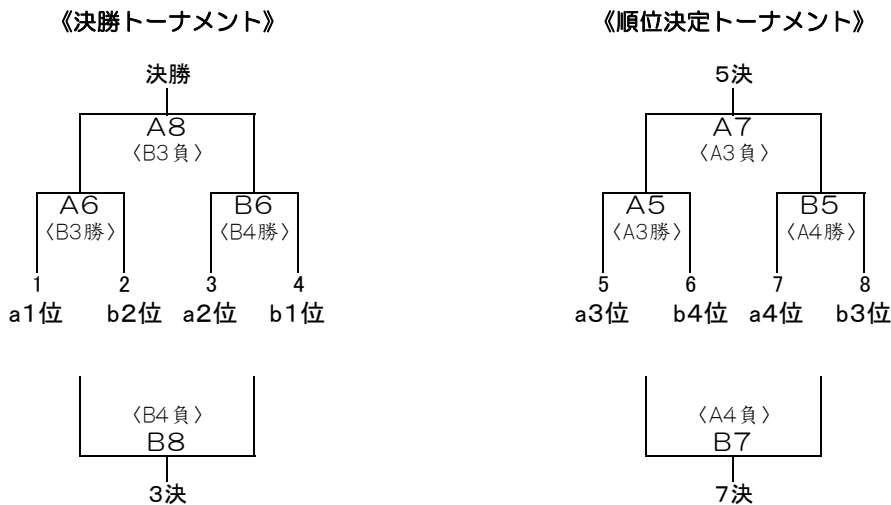 《決勝トーナメント》
決勝
A8
〈B3負〉
A6
〈B3勝〉
B6
〈B4勝〉
1 2 3 4
a1位 b2位 a2位 b1位
〈B4負〉
B8
3決
《順位決定トーナメント》
5決
A7
〈A3負〉
A5
〈A3勝〉
B5
〈A4勝〉
5 6 7 8
a3位 b4位 a4位 b3位
〈A4負〉
B7
7決